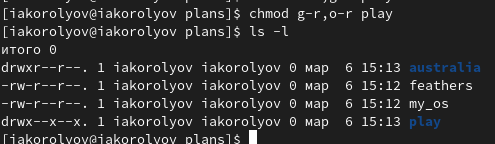 [iakorolyov@iakorolyov plans]$ chmod g-r,o-r play
[iakorolyov@iakorolyov plans]$ ls -l
итого 0
drwxr--r--. 1 iakorolyov iakorolyov 0 мар  6 15:13 australia
-rw-r--r--. 1 iakorolyov iakorolyov 0 мар  6 15:12 feathers
-rw-r--r--. 1 iakorolyov iakorolyov 0 мар  6 15:12 my_os
drwx--x--x. 1 iakorolyov iakorolyov 0 мар  6 15:13 play
[iakorolyov@iakorolyov plans]$